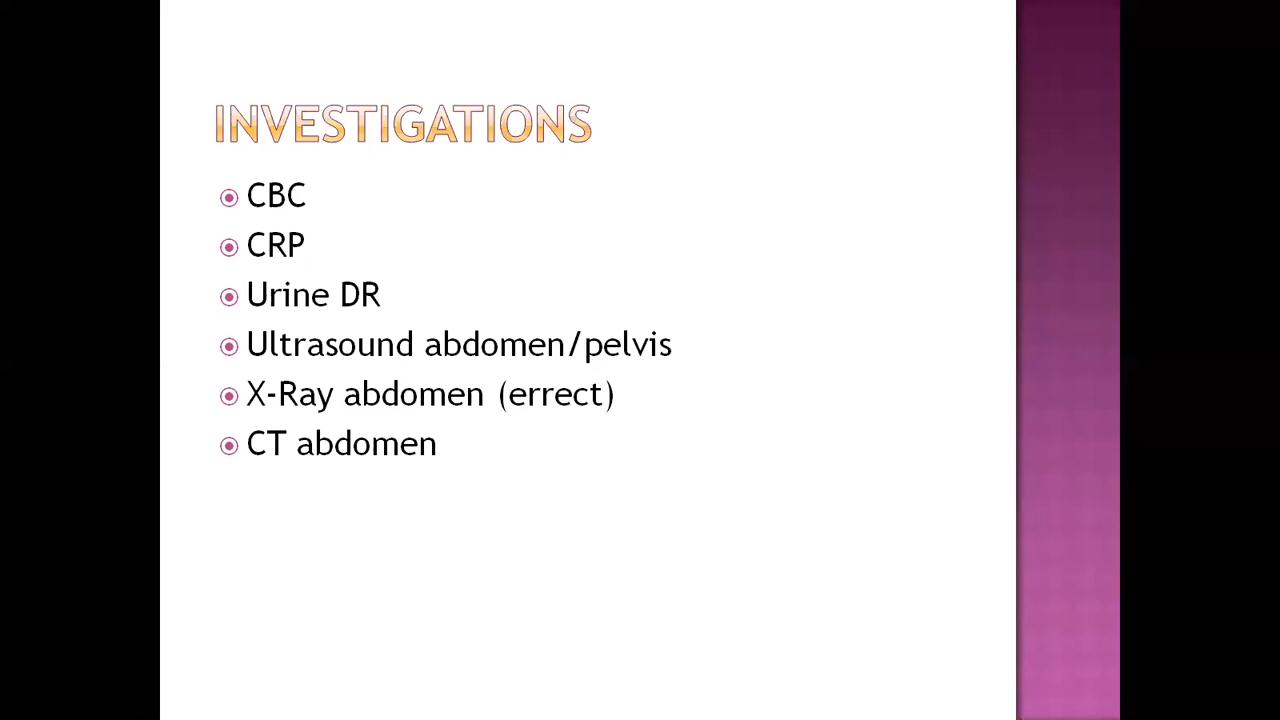 INVESTIGATIONS
CBC
CRP
Urine DR
Ultrasound abdomen/pelvis
X-Ray abdomen (errect)
CT abdomen